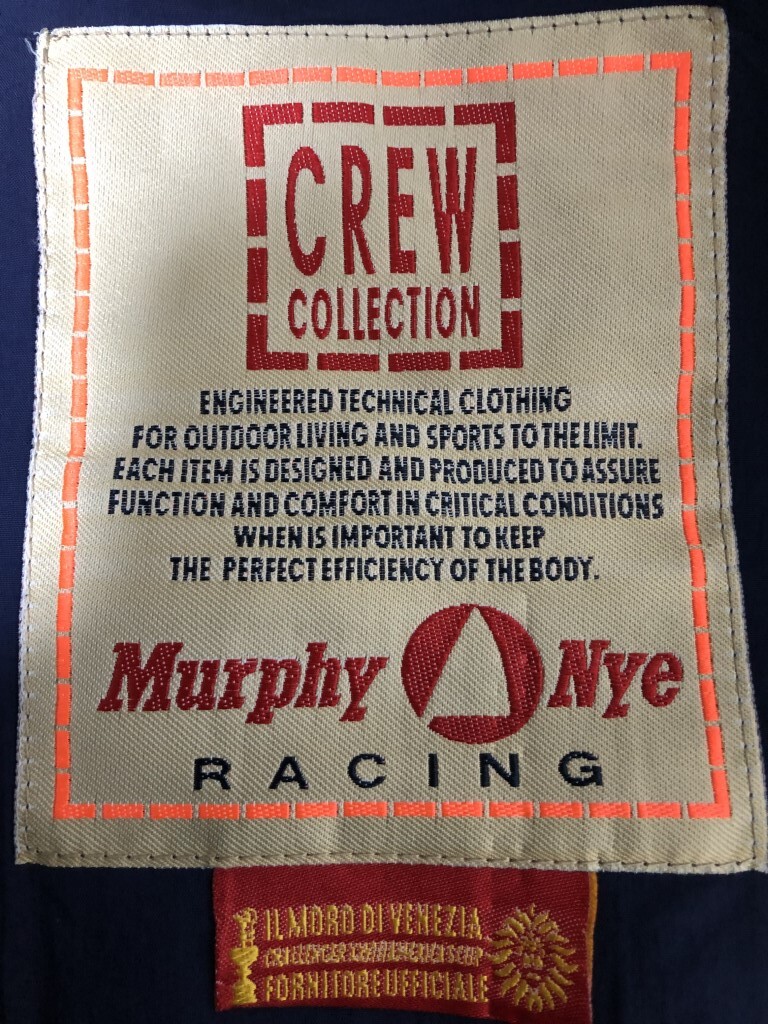 CREW
COLLECTION
ENGINEERED TECHNICAL CLOTHING
FOR OUTDOOR LIVING AND SPORTS TO THE LIMIT.
EACH ITEM IS DESIGNED AND PRODUCED TO ASSURE
FUNCTION AND COMFORT IN CRITICAL CONDITIONS
WHEN IS IMPORTANT TO KEEP
THE PERFECT EFFICIENCY OF THE BODY.
Murphy Nye
RACING
IL MORO DI VENEZIA
CHALLENGER
FORNITORE UFFICIALE